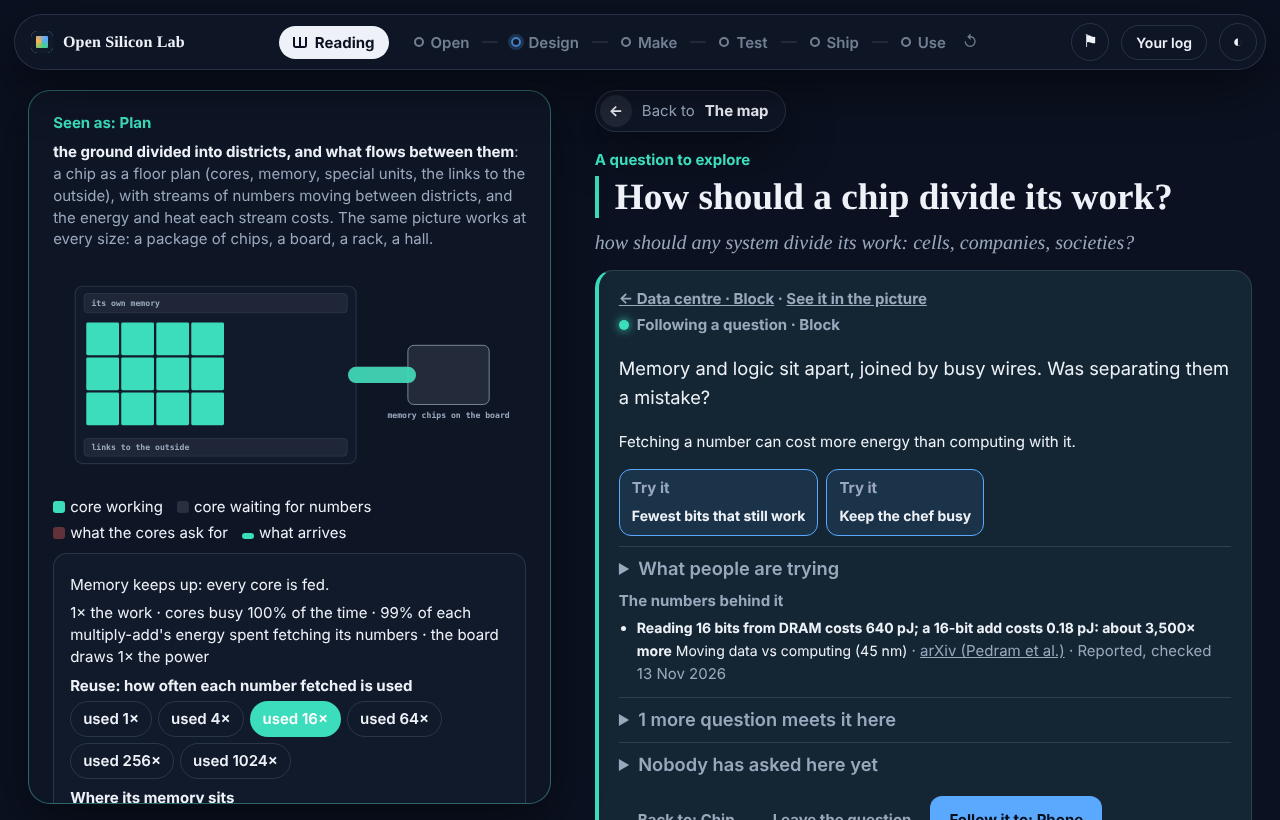 Open Silicon Lab
Reading
Open
Design
Make
Test
Ship
Use
Your log
Seen as: Plan
the ground divided into districts, and what flows between them:
a chip as a floor plan (cores, memory, special units, the links to the
outside), with streams of numbers moving between districts, and
the energy and heat each stream costs. The same picture works at
every size: a package of chips, a board, a rack, a hall.
its own memory
memory chips on the board
links to the outside
core working
core waiting for numbers
what the cores ask for
what arrives
Memory keeps up: every core is fed.
1× the work · cores busy 100% of the time · 99% of each
multiply-add's energy spent fetching its numbers · the board
draws 1× the power
Reuse: how often each number fetched is used
used 1×
used 4×
used 16×
used 64×
used 256×
used 1024×
Where its memory sits
← Back to The map
A question to explore
How should a chip divide its work?
how should any system divide its work: cells, companies, societies?
← Data centre · Block · See it in the picture
Following a question · Block
Memory and logic sit apart, joined by busy wires. Was separating them
a mistake?
Fetching a number can cost more energy than computing with it.
Try it
Fewest bits that still work
Try it
Keep the chef busy
▶ What people are trying
The numbers behind it
• Reading 16 bits from DRAM costs 640 pJ; a 16-bit add costs 0.18 pJ: about 3,500×
more Moving data vs computing (45 nm) · arXiv (Pedram et al.) · Reported, checked
13 Nov 2026
▶ 1 more question meets it here
▶ Nobody has asked here yet
Back to: Chip
Leave the question
Follow it to: Phone